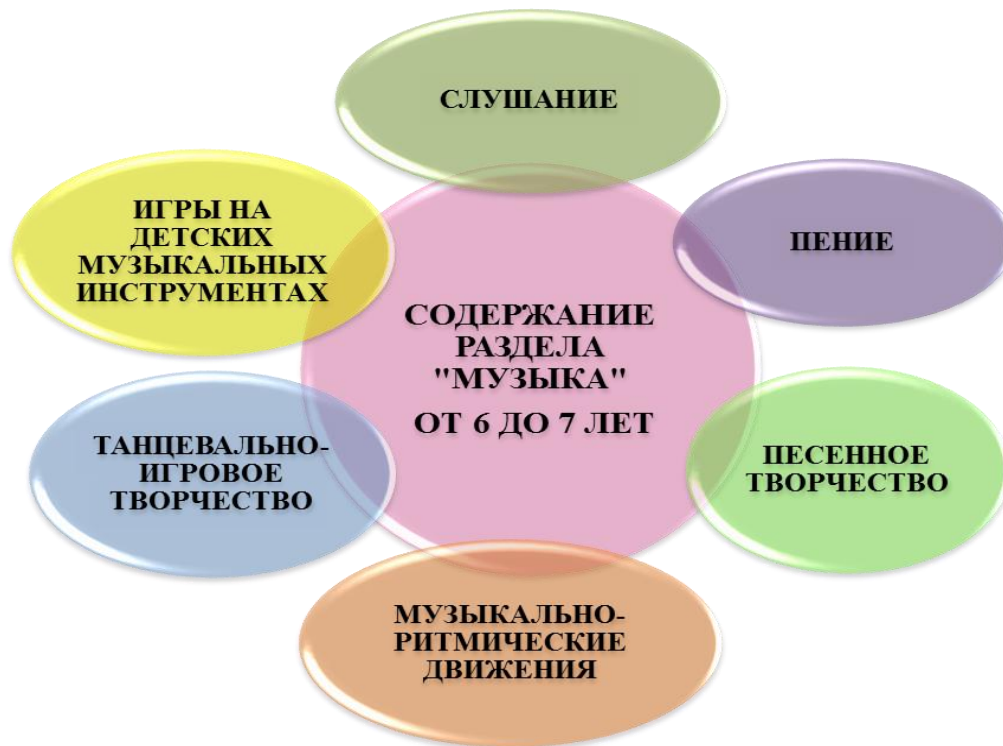 СЛУШАНИЕ
ПЕНИЕ
ПЕСЕННОЕ
ТВОРЧЕСТВО
МУЗЫКАЛЬНО-
РИТМИЧЕСКИЕ
ДВИЖЕНИЯ
ТАНЦЕВАЛЬНО-
ИГРОВОЕ
ТВОРЧЕСТВО
ИГРЫ НА
ДЕТСКИХ
МУЗЫКАЛЬНЫХ
ИНСТРУМЕНТАХ
СОДЕРЖАНИЕ
РАЗДЕЛА
"МУЗЫКА"
ОТ 6 ДО 7 ЛЕТ